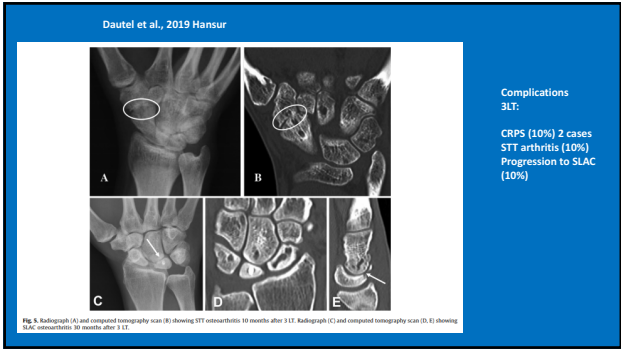 Dautel et al., 2019 Hansur
Complications
3LT:
CRPS (10%) 2 cases
STT arthritis (10%)
Progression to SLAC
(10%)
A
B
C
D
E
Fig. 5. Radiograph (A) and computed tomography scan (B) showing STT osteoarthritis 10 months after 3 LT. Radiograph (C) and computed tomography scan (D, E) showing
SLAC osteoarthritis 30 months after 3 LT.